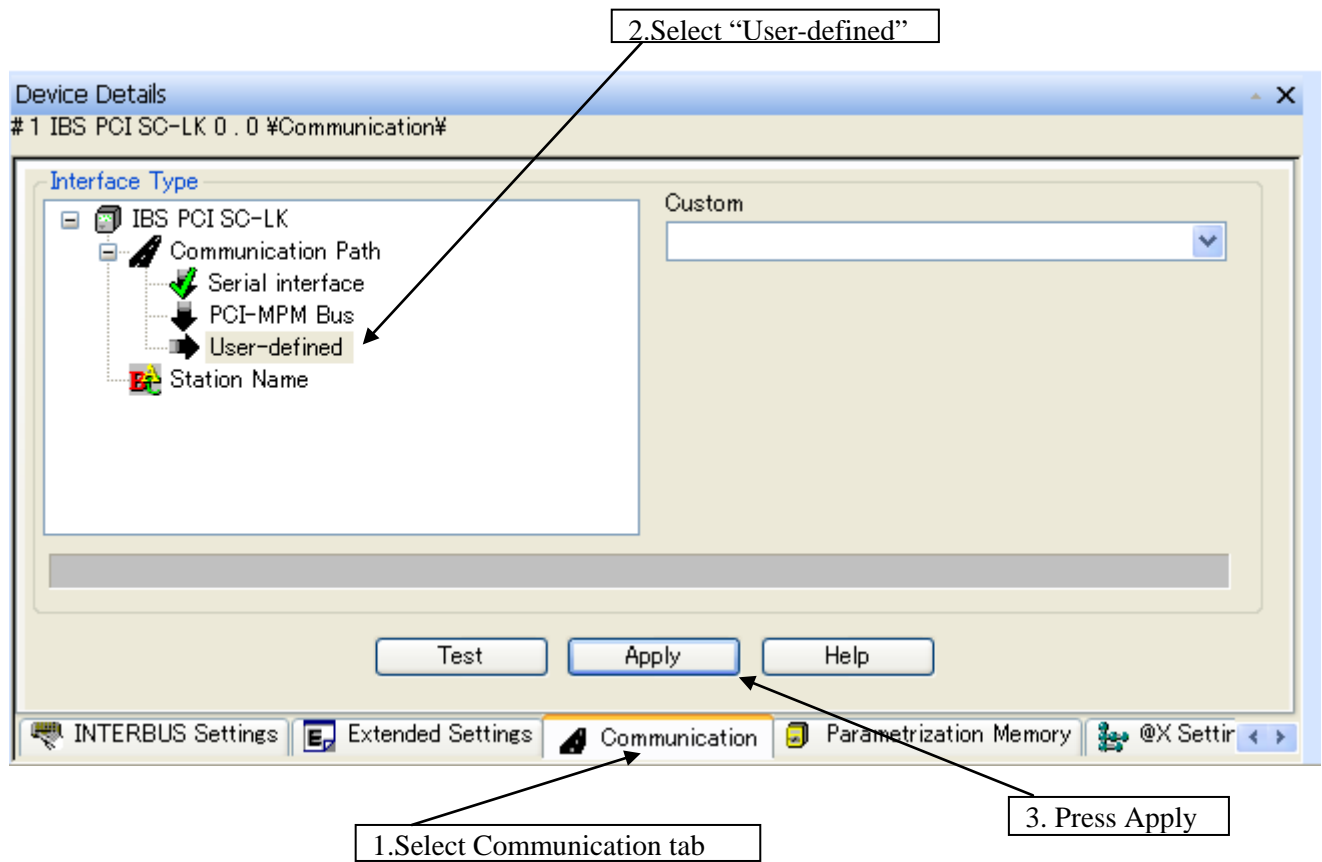 2.Select “User-defined”
Device Details
#1 IBS PCI SC-LK 0 . 0 ¥Communication¥
Interface Type
IBS PCI SC-LK
Communication Path
Serial interface
PCI-MPM Bus
User-defined
Station Name
Custom
Test Apply Help
INTERBUS Settings Extended Settings Communication Parametrization Memory @X Settin
1.Select Communication tab
3. Press Apply